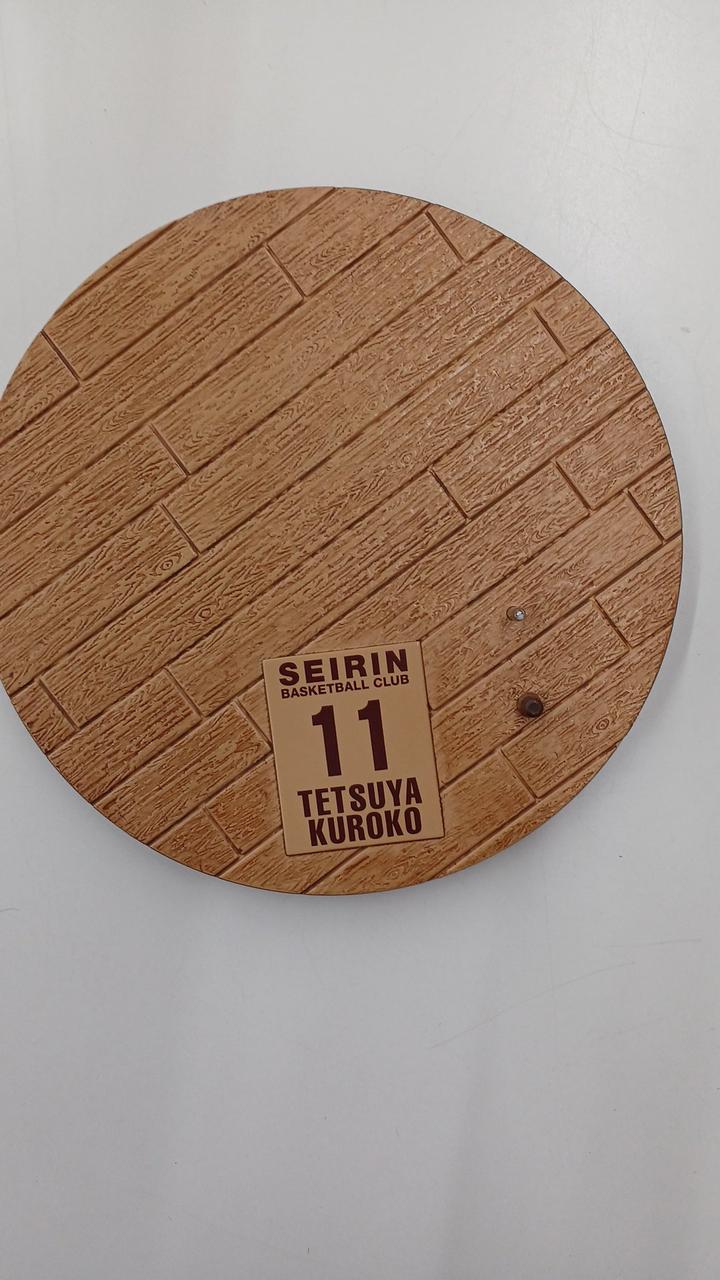 SEIRIN
BASKETBALL CLUB
11
TETSUYA
KUROKO